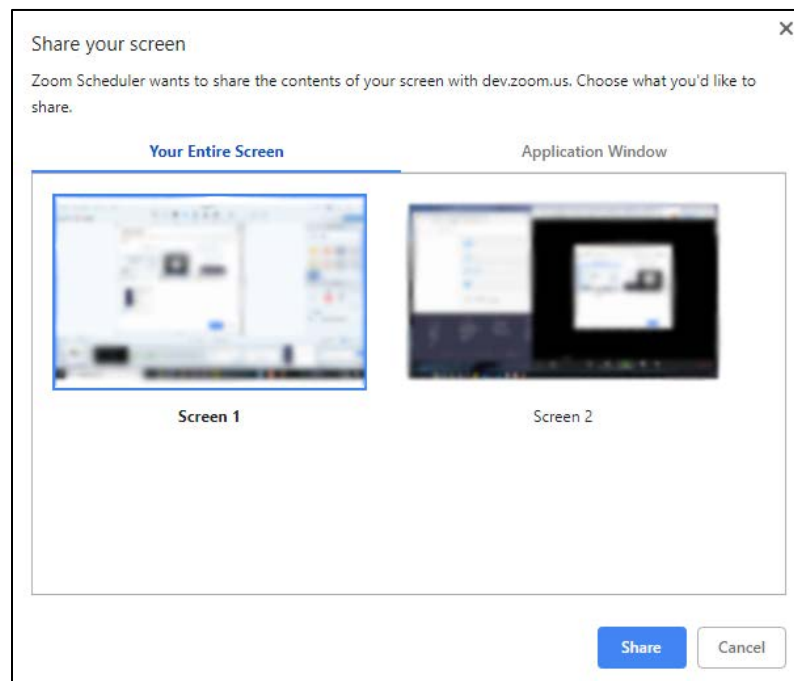 Share your screen
Zoom Scheduler wants to share the contents of your screen with dev.zoom.us. Choose what you'd like to
share.
Your Entire Screen
Application Window
Screen 1
Screen 2
Share
Cancel